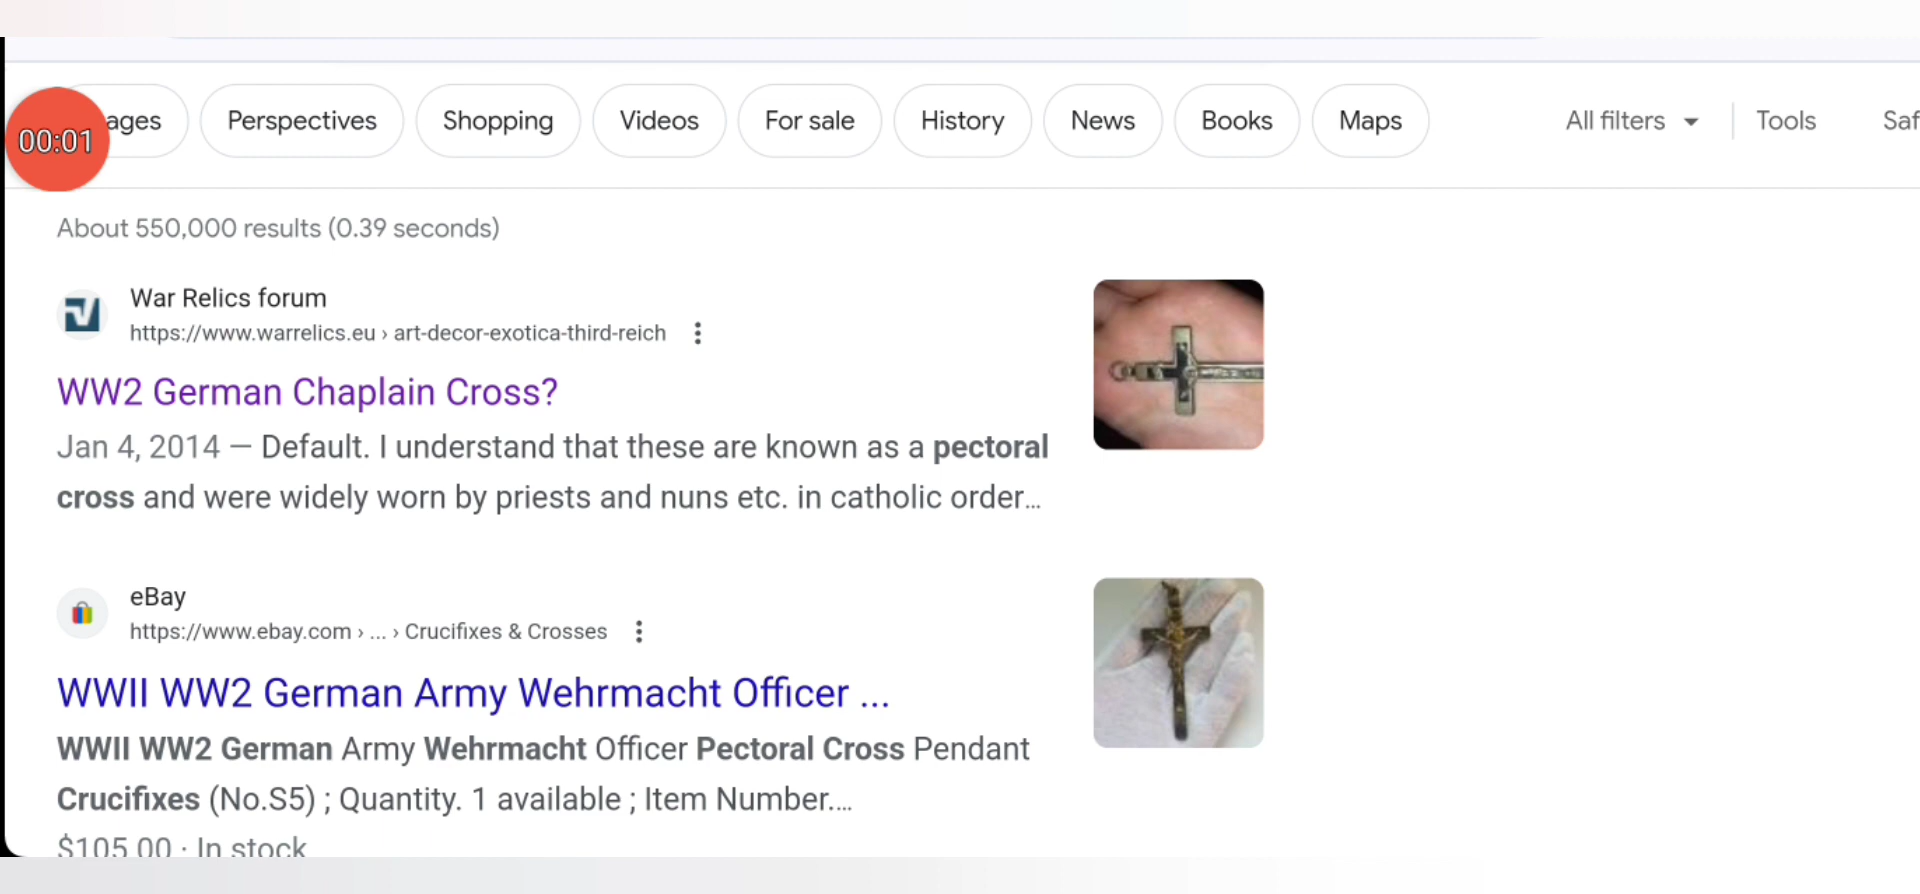 ages Perspectives Shopping Videos For sale History News Books Maps All filters Tools Saf
00:01
About 550,000 results (0.39 seconds)
War Relics forum
https://www.warrelics.eu › art-decor-exotica-third-reich
WW2 German Chaplain Cross?
Jan 4, 2014 — Default. I understand that these are known as a pectoral
cross and were widely worn by priests and nuns etc. in catholic order...
eBay
https://www.ebay.com › ... › Crucifixes & Crosses
WWII WW2 German Army Wehrmacht Officer ...
WWII WW2 German Army Wehrmacht Officer Pectoral Cross Pendant
Crucifixes (No.S5) ; Quantity. 1 available ; Item Number....
$105.00 · In stock